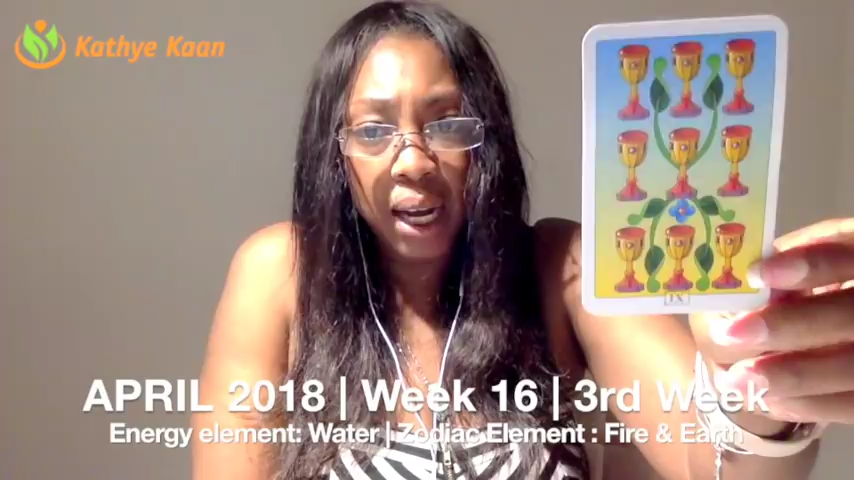 Kathye Kaan
IX
APRIL 2018 | Week 16 | 3rd Week
Energy element: Water | Zodiac Element : Fire & Earth